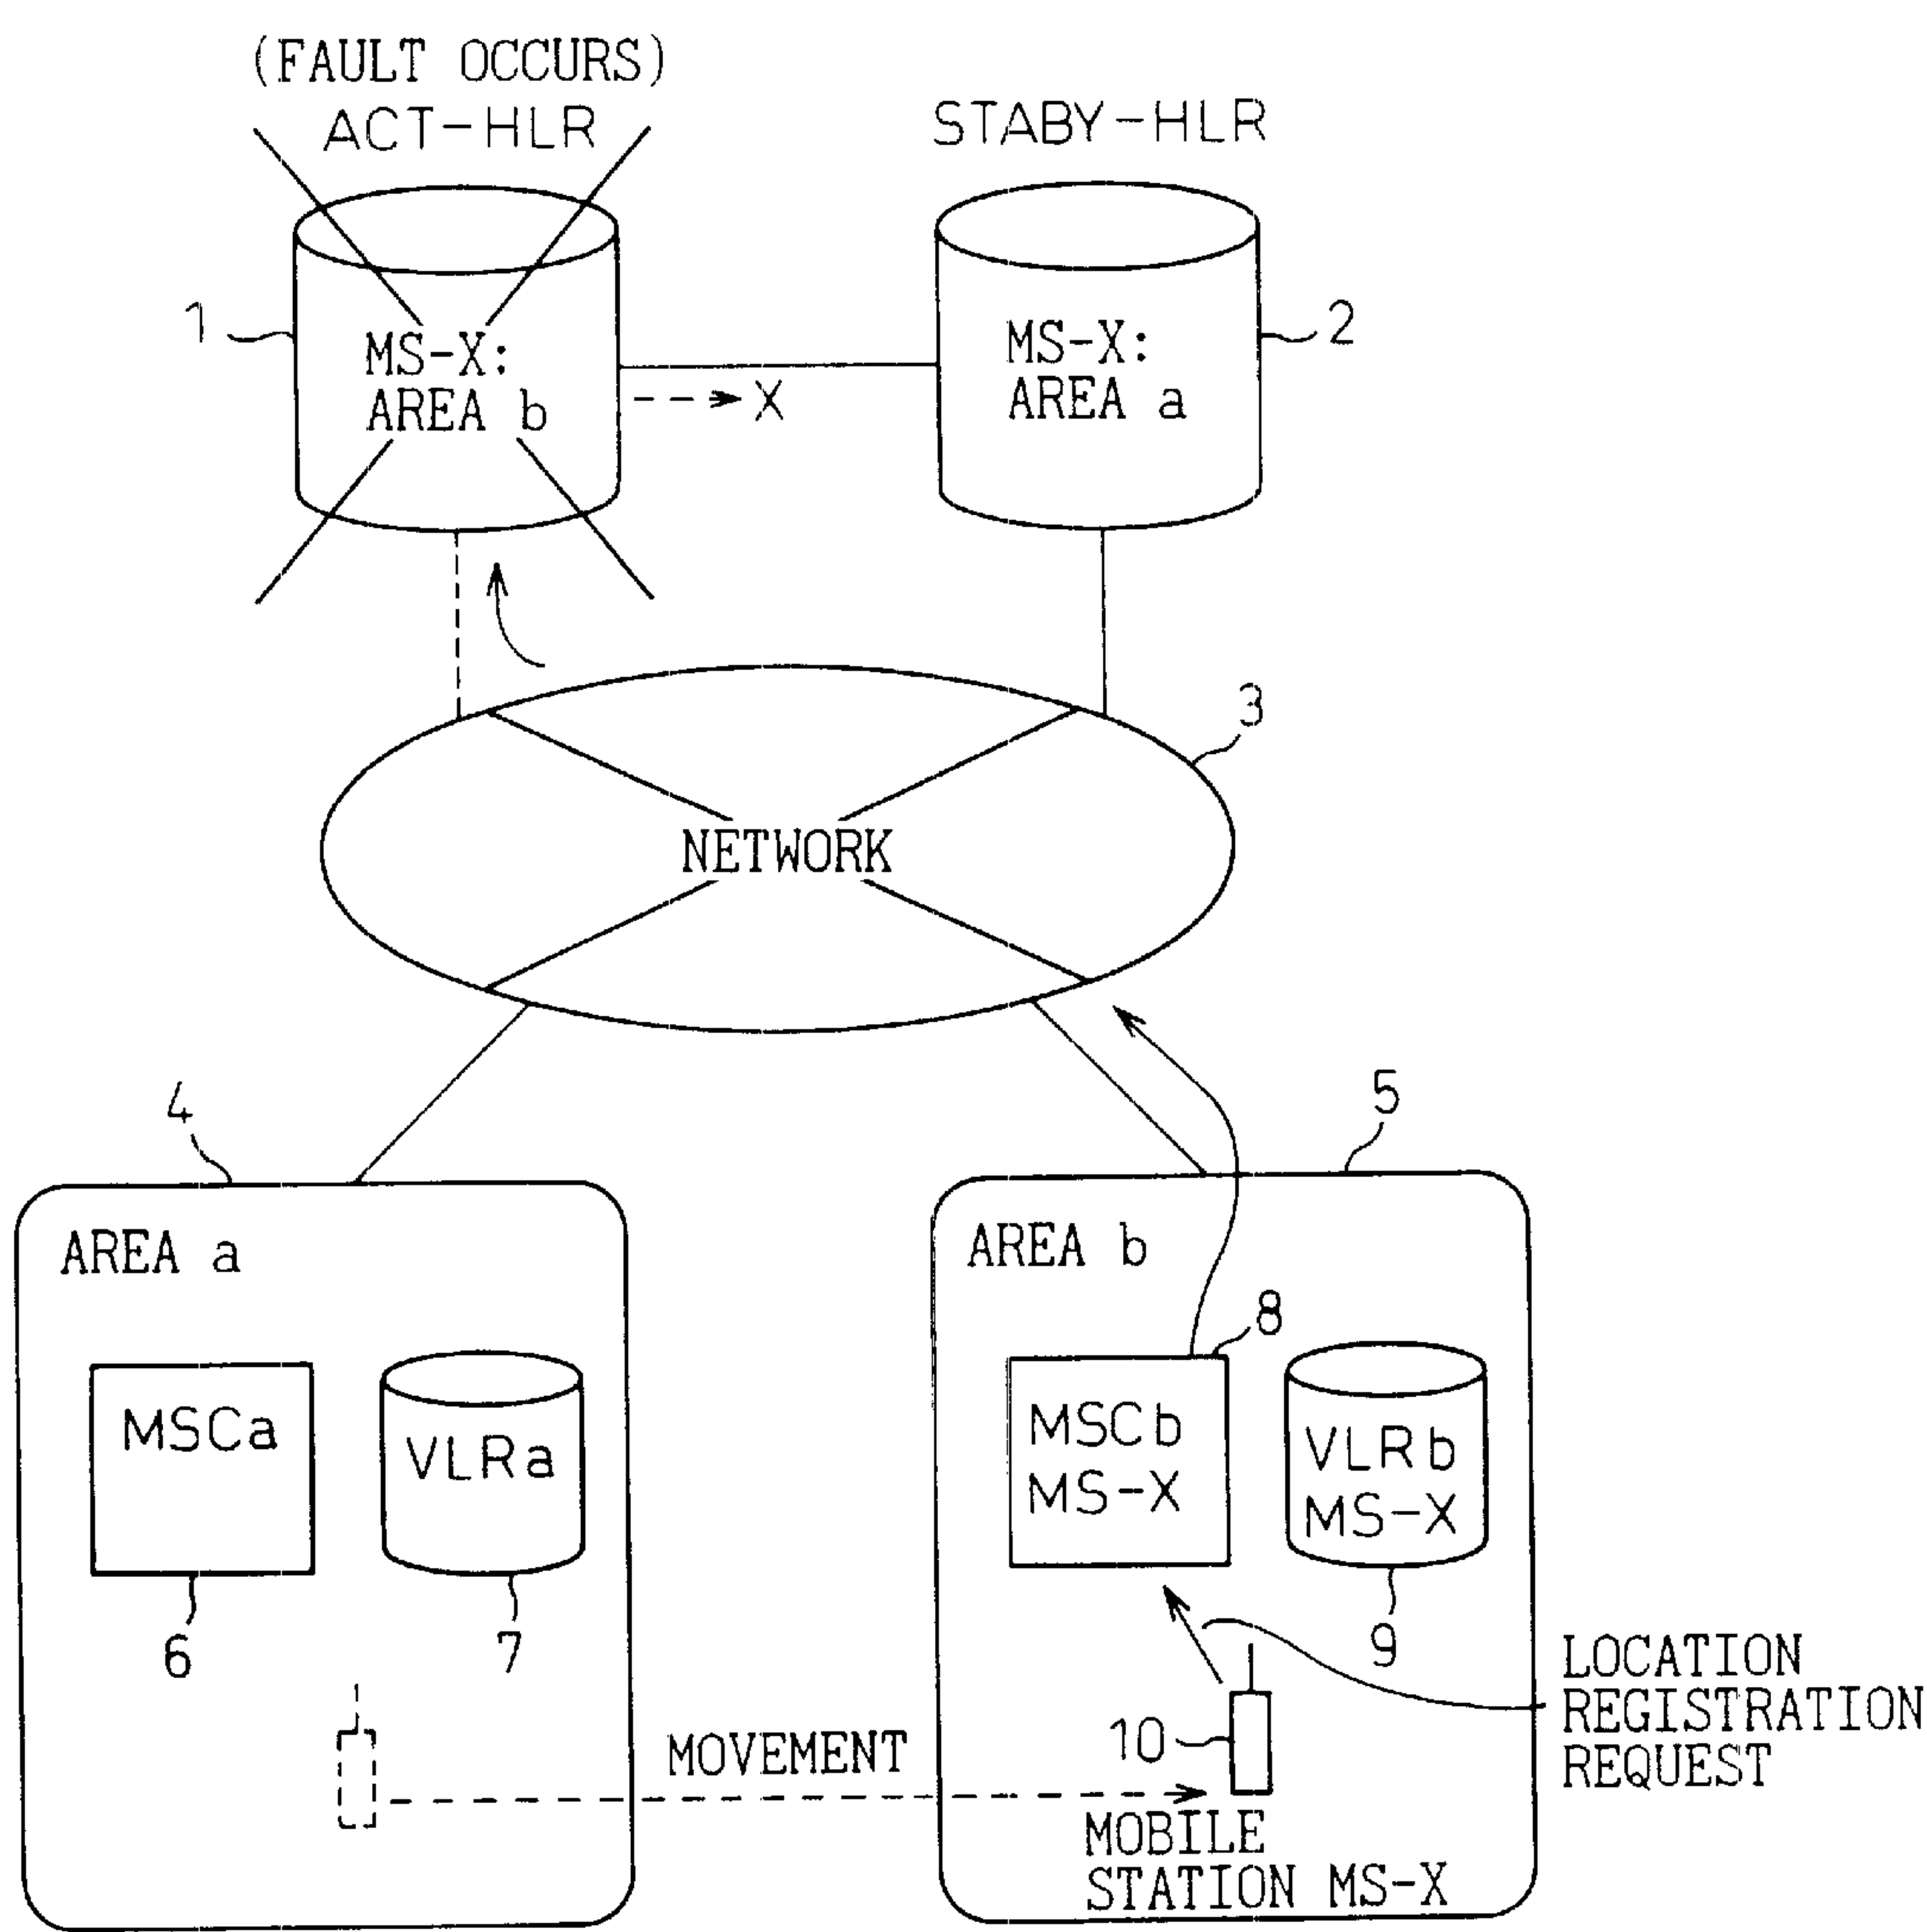 (FAULT OCCURS)
ACT-HLR
STABY-HLR
1
MS-X:
AREA b
X
MS-X:
AREA a
2
3
NETWORK
4
5
AREA a
AREA b
8
MSCa
VLRa
MSCb
MS-X
VLRb
MS-X
6
7
9
LOCATION
REGISTRATION
REQUEST
10
MOVEMENT
MOBILE
STATION MS-X